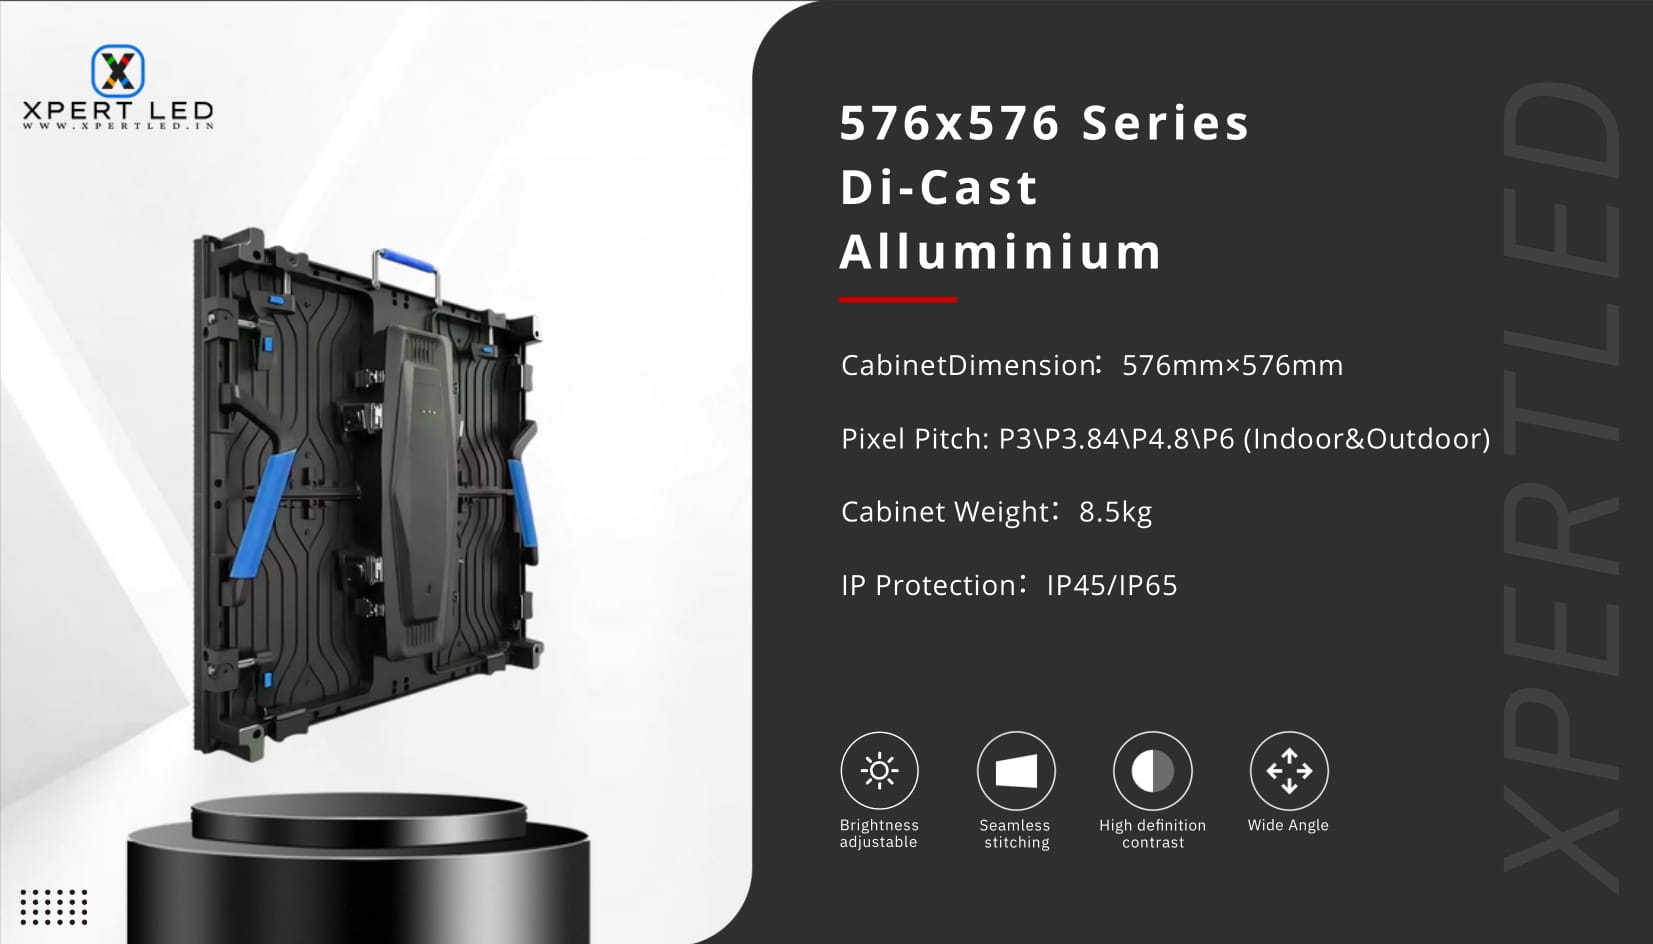 XPERT LED
WWW.XPERTLED.IN
576x576 Series
Di-Cast
Alluminium
CabinetDimension： 576mm×576mm
Pixel Pitch: P3\P3.84\P4.8\P6 (Indoor&Outdoor)
Cabinet Weight： 8.5kg
IP Protection： IP45/IP65
Brightness
adjustable
Seamless
stitching
High definition
contrast
Wide Angle
XPERTLED